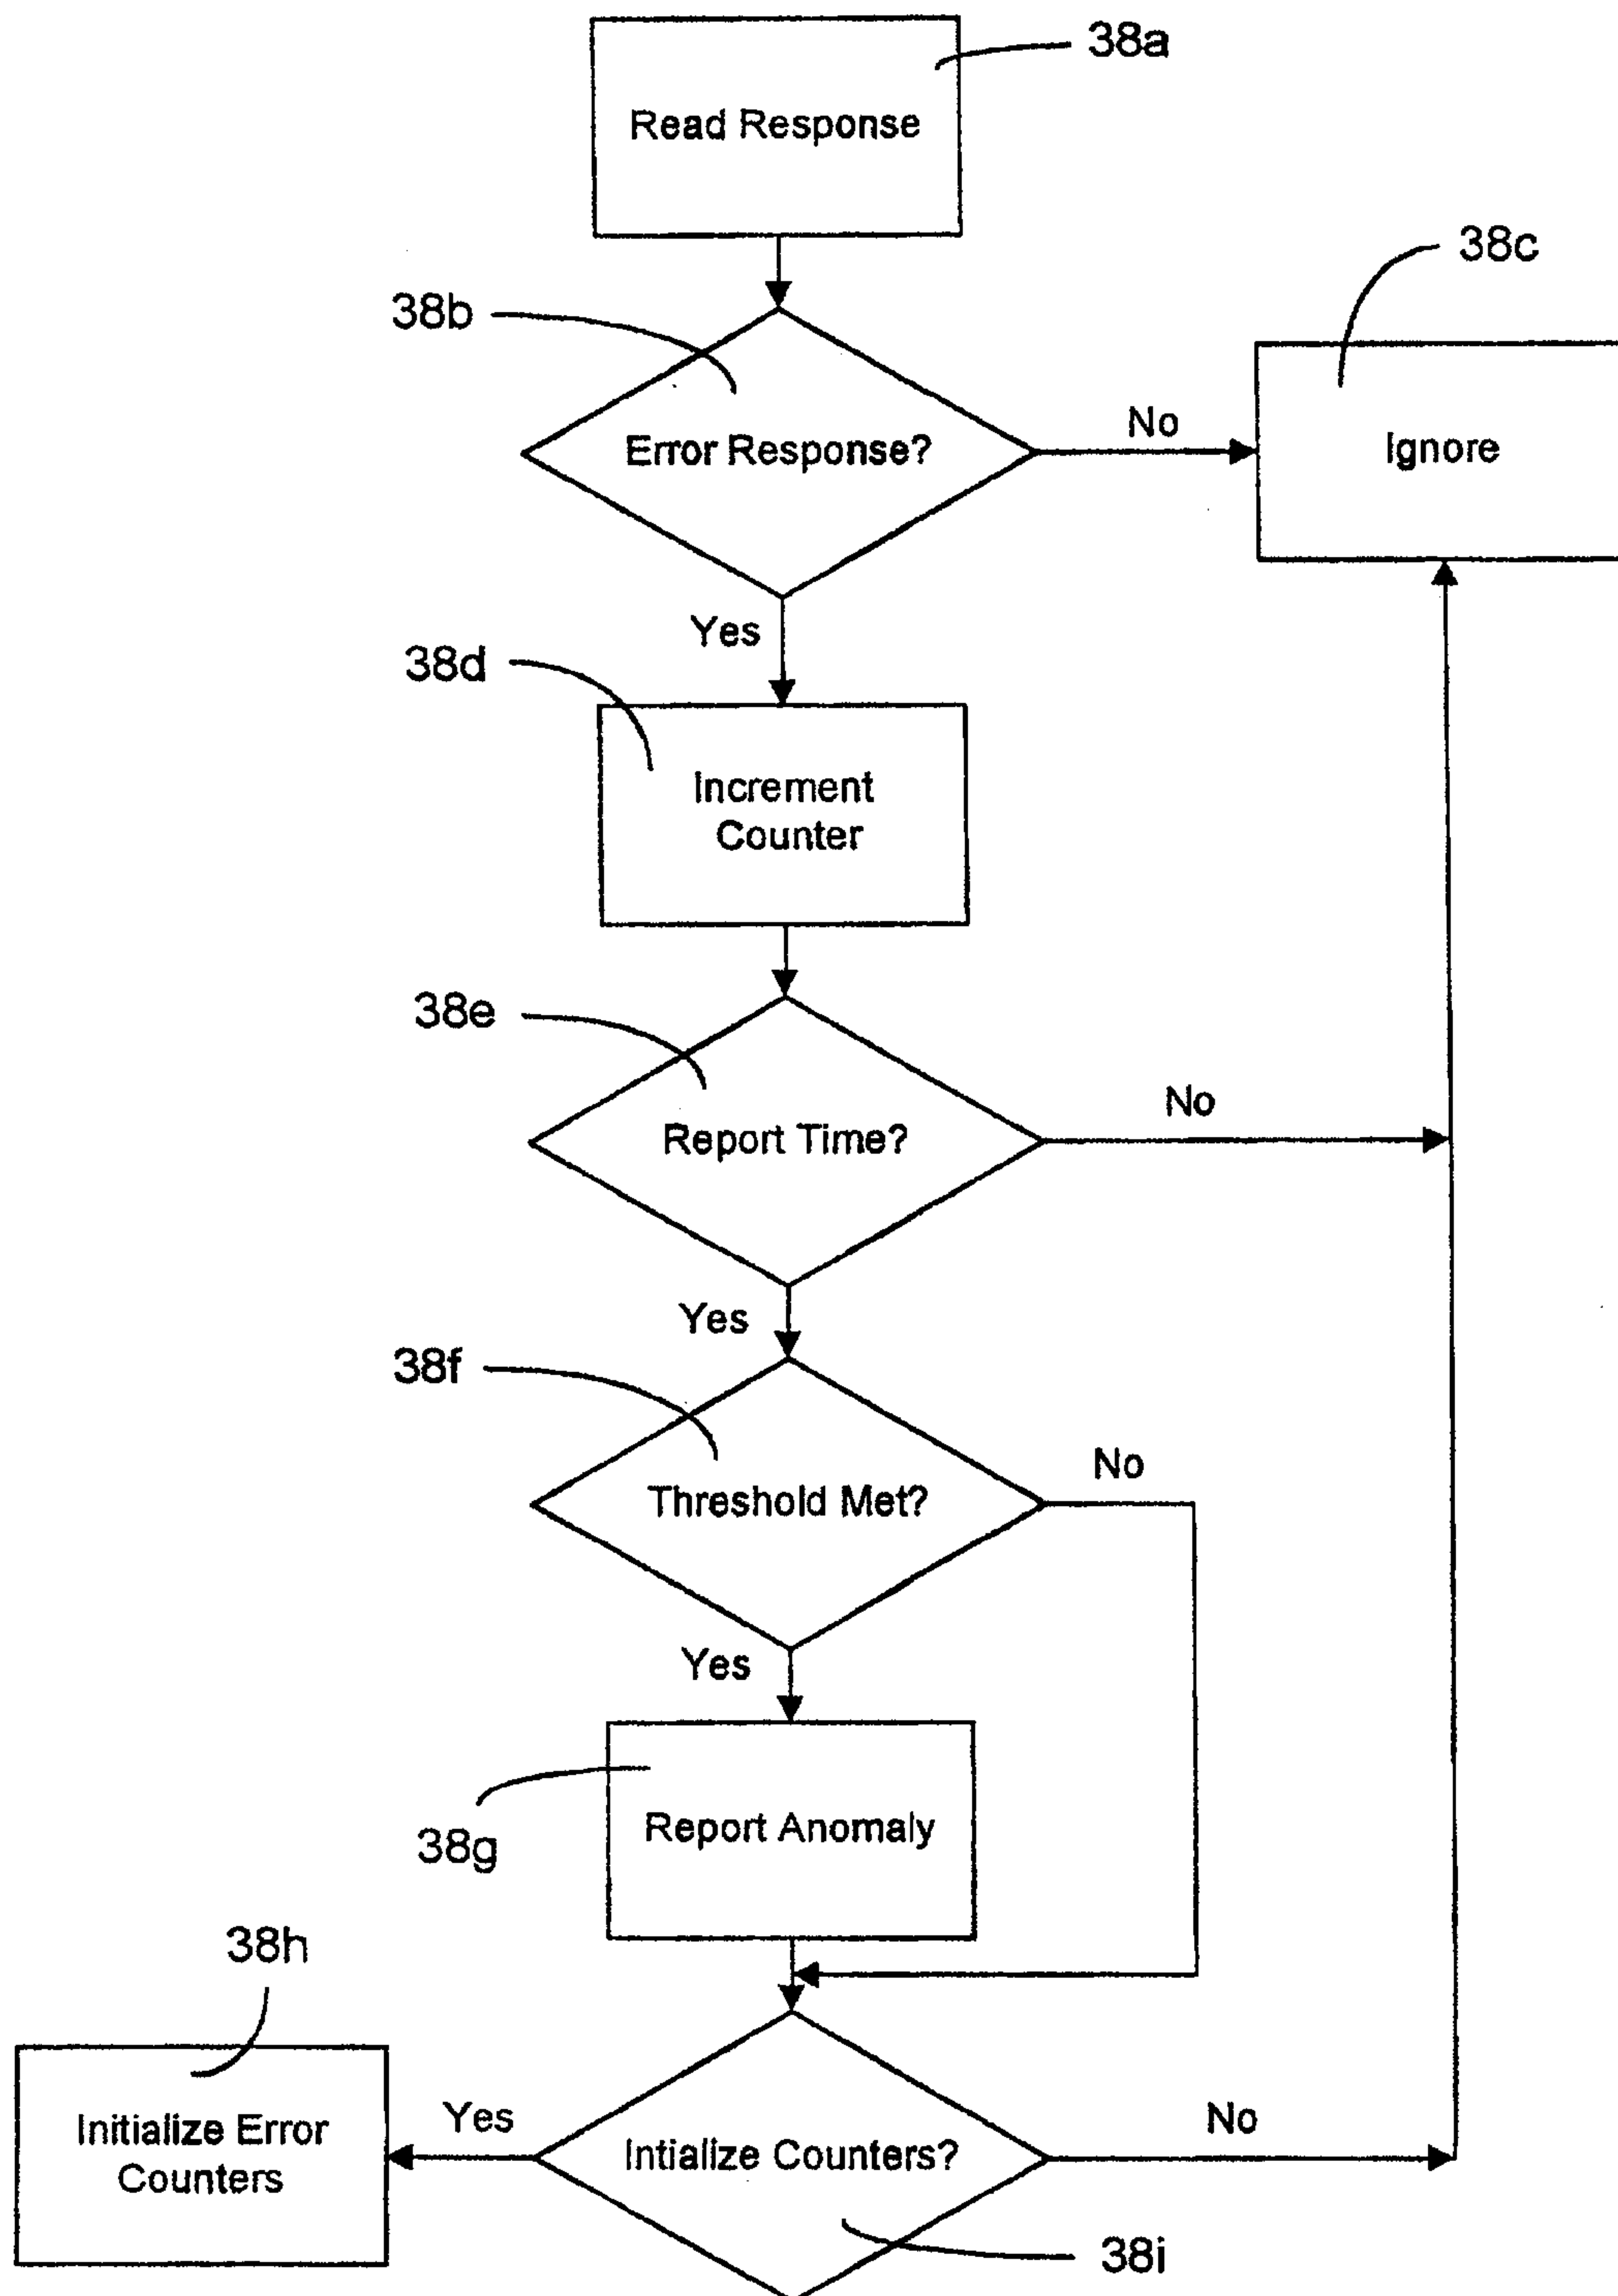 38a
Read Response
38c
38b
No
Error Response?
Ignore
Yes
38d
Increment
Counter
38e
No
Report Time?
Yes
38f
No
Threshold Met?
Yes
Report Anomaly
38g
38h
Yes
No
Initialize Error
Counters
Intialize Counters?
38i